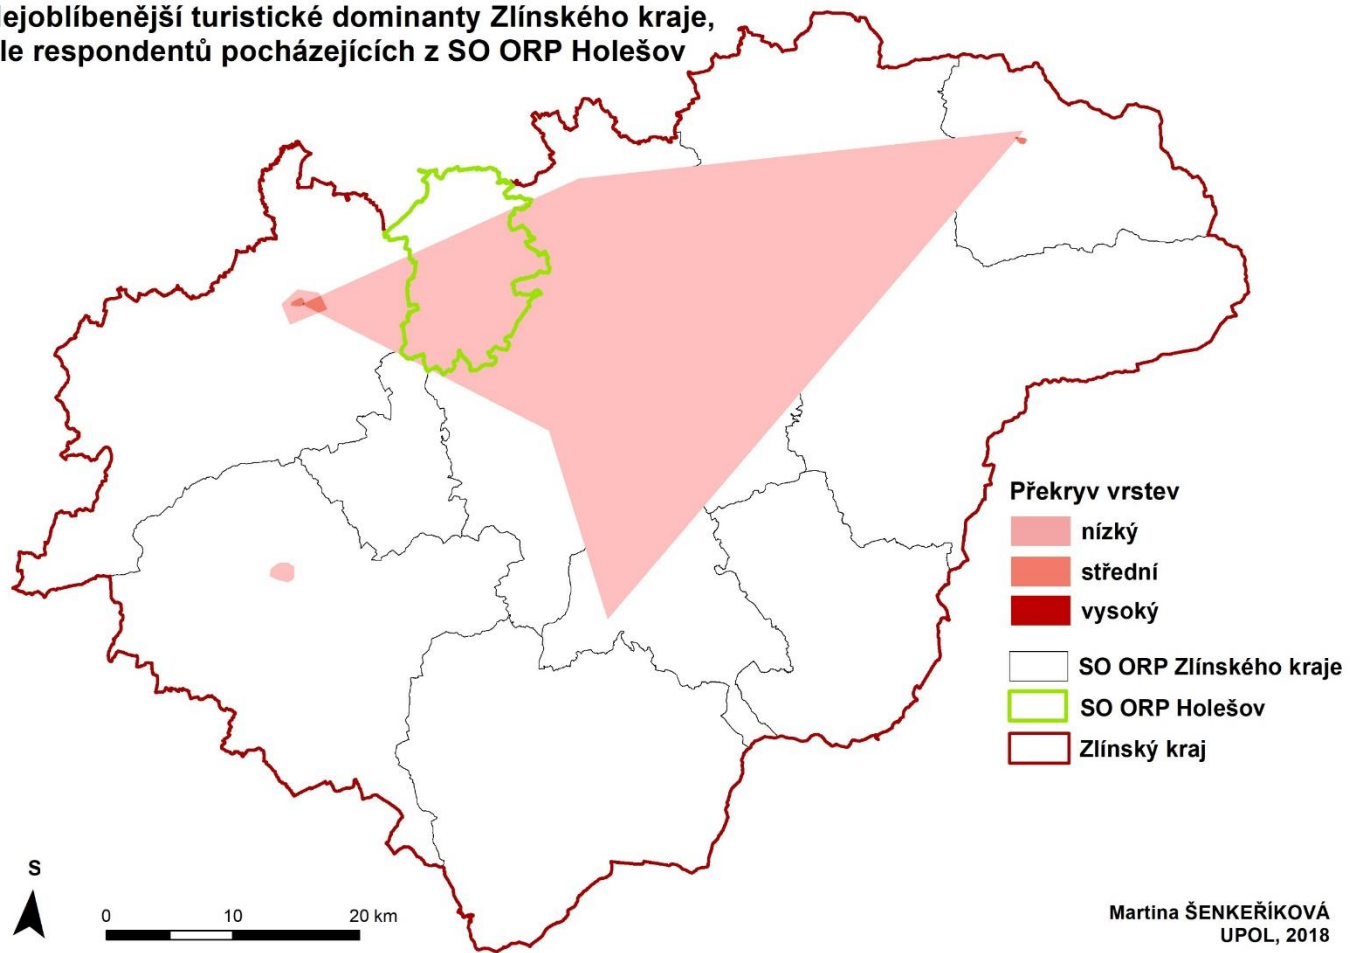 Nejoblíbenější turistické dominanty Zlínského kraje,
le respondentů pocházejících z SO ORP Holešov
Překryv vrstev
nízký
střední
vysoký
SO ORP Zlínského kraje
SO ORP Holešov
Zlínský kraj
S
0 10 20 km
Martina ŠENKEŘÍKOVÁ
UPOL, 2018